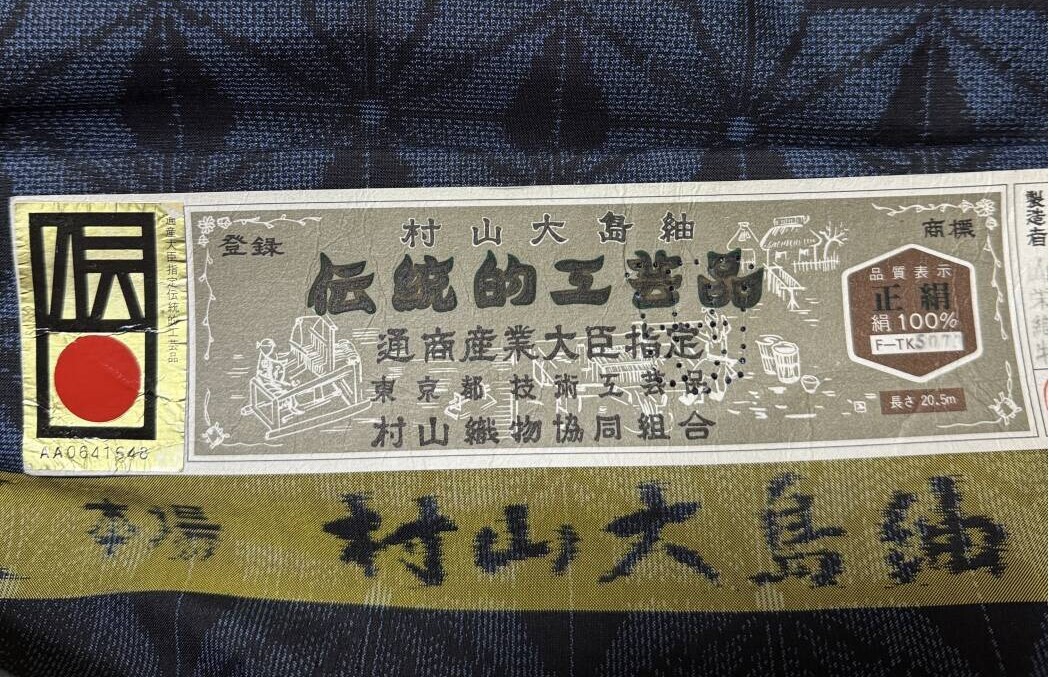 伝
通産大臣指定伝統的工芸品
AA0641548
登録
村山大島紬
商標
伝統的工芸品
通商産業大臣指定
東京都技術工芸品
村山織物協同組合
品質表示
正絹
絹100%
F-TK
長さ 20.5m
製造者
本場 村山大島紬